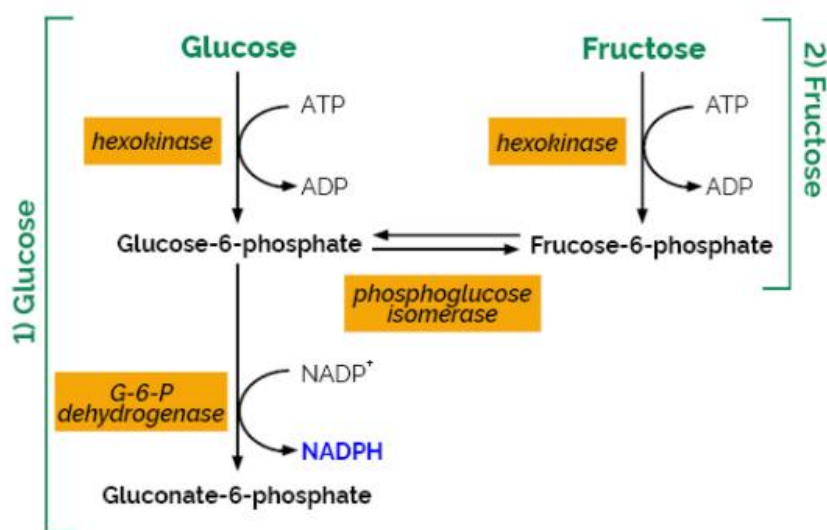 Glucose
Fructose
ATP
hexokinase
ADP
ATP
hexokinase
ADP
Glucose-6-phosphate
Frucose-6-phosphate
phosphoglucose
isomerase
G-6-P
dehydrogenase
NADP+
NADPH
Gluconate-6-phosphate
1) Glucose
2) Fructose